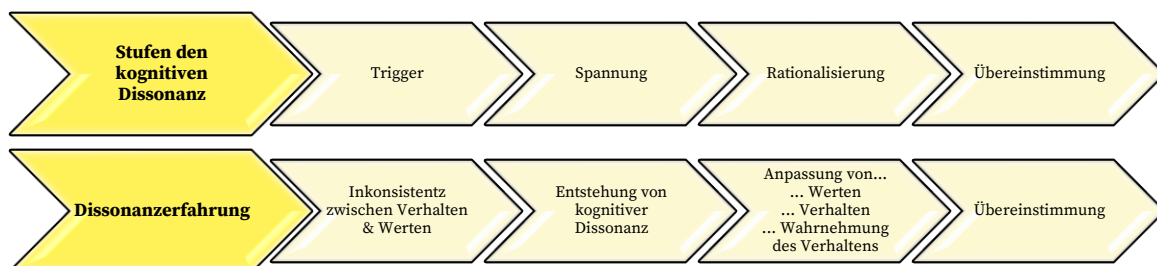 Stufen den
kognitiven
Dissonanz
Trigger
Spannung
Rationalisierung
Übereinstimmung
Dissonanzerfahrung
Inkonsistentz
zwischen Verhalten
& Werten
Entstehung von
kognitiver
Dissonanz
Anpassung von...
... Werten
... Verhalten
... Wahrnehmung
des Verhaltens
Übereinstimmung